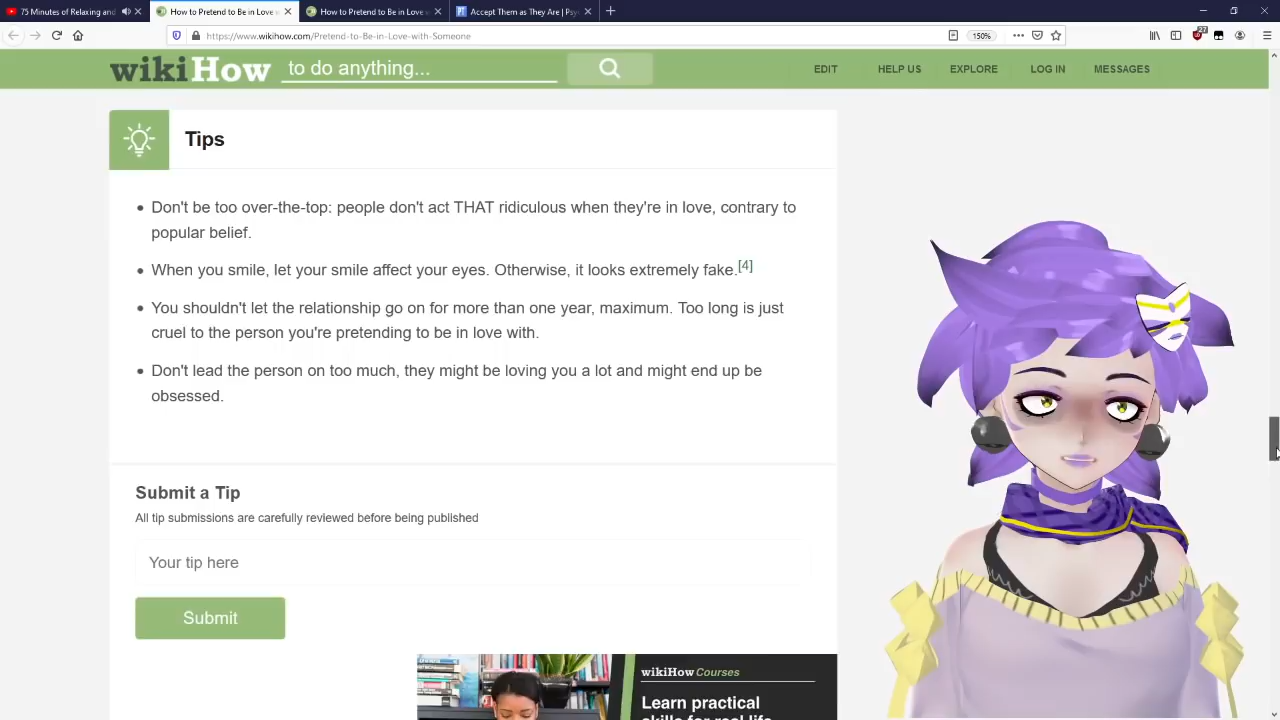 75 Minutes of Relaxing and
How to Pretend to Be in Love
How to Pretend to Be in Love
Accept Them as They Are | Psy
https://www.wikihow.com/Pretend-to-Be-in-Love-with-Someone
150%
27
wikiHow to do anything...
EDIT
HELP US
EXPLORE
LOG IN
MESSAGES
Tips
Don't be too over-the-top: people don't act THAT ridiculous when they're in love, contrary to
popular belief.
When you smile, let your smile affect your eyes. Otherwise, it looks extremely fake.[4]
You shouldn't let the relationship go on for more than one year, maximum. Too long is just
cruel to the person you're pretending to be in love with.
Don't lead the person on too much, they might be loving you a lot and might end up be
obsessed.
Submit a Tip
All tip submissions are carefully reviewed before being published
Your tip here
Submit
wikiHow Courses
Learn practical
skills for real life